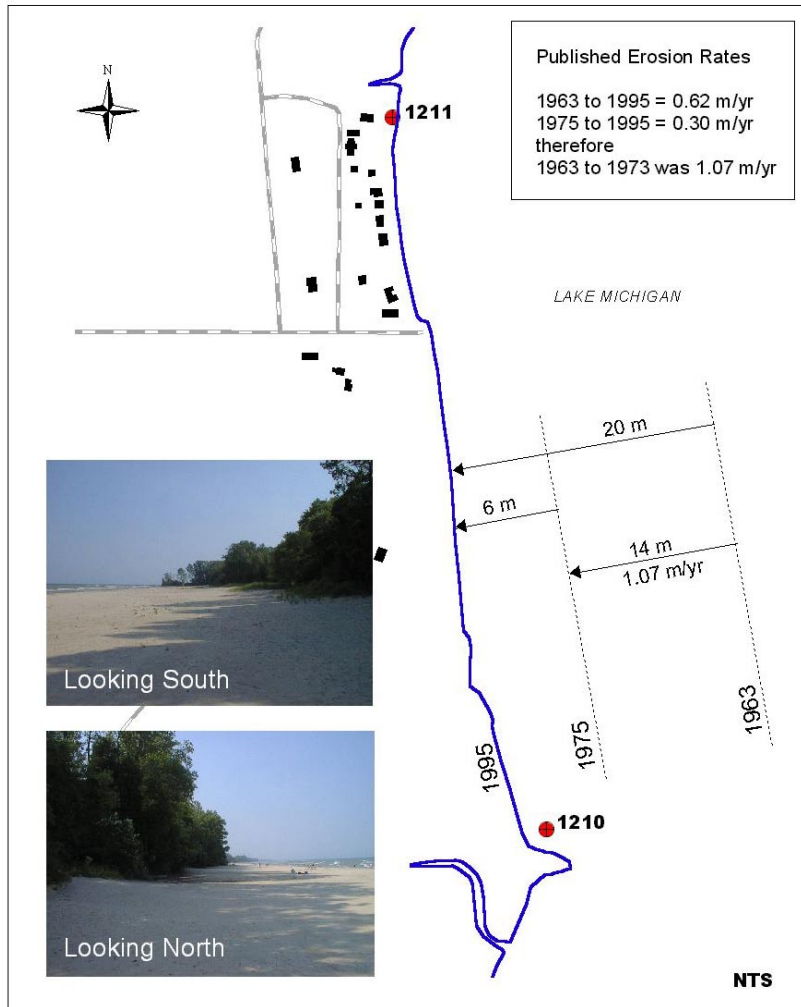 Published Erosion Rates
1963 to 1995 = 0.62 m/yr
1975 to 1995 = 0.30 m/yr
therefore
1963 to 1973 was 1.07 m/yr
N
1211
LAKE MICHIGAN
20 m
6 m
14 m
1.07 m/yr
Looking South
1995
1975
1963
1210
Looking North
NTS